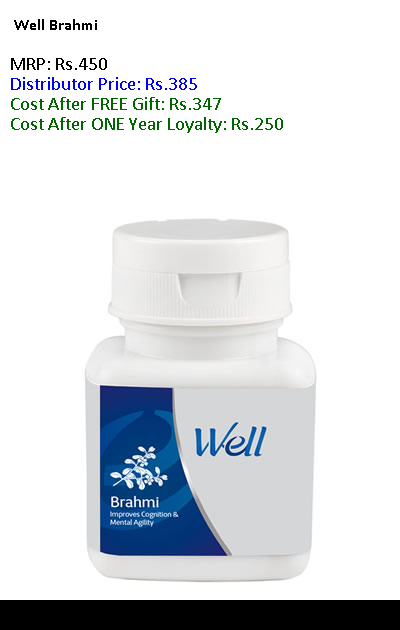 Well Brahmi
MRP: Rs.450
Distributor Price: Rs.385
Cost After FREE Gift: Rs.347
Cost After ONE Year Loyalty: Rs.250
Well
Brahmi
Improves Cognition &
Mental Agility